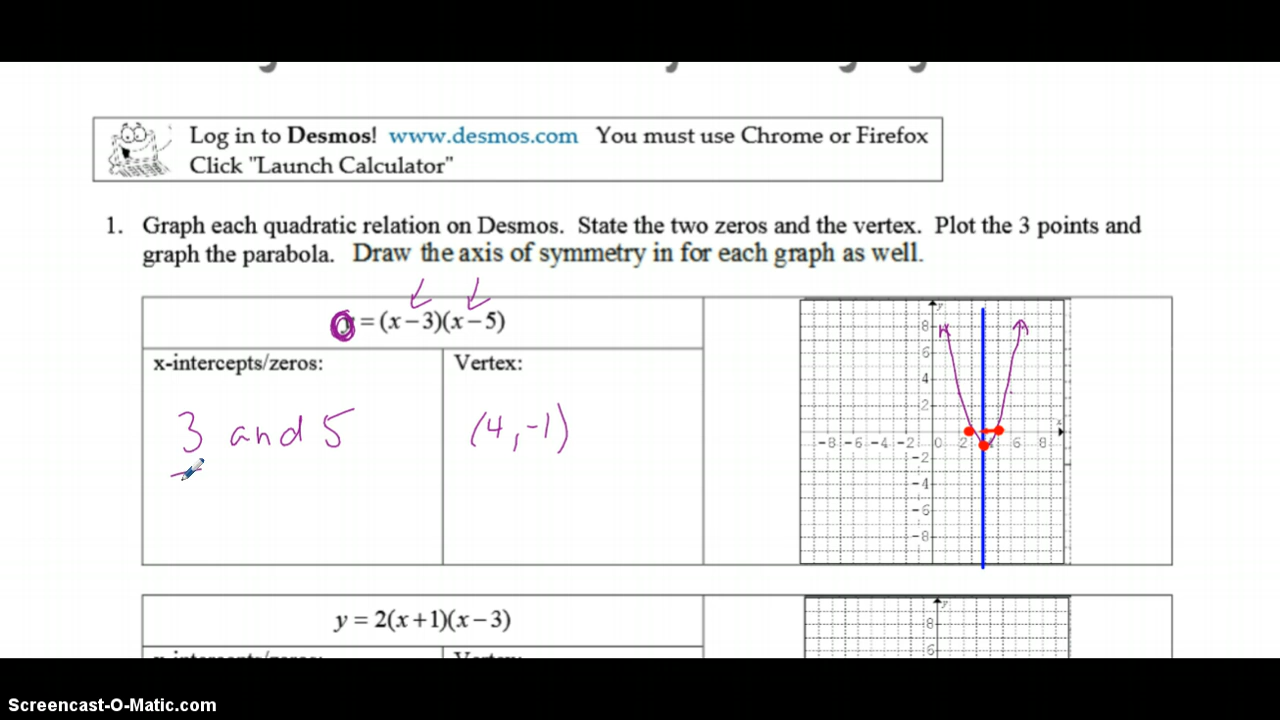 Log in to Desmos! www.desmos.com You must use Chrome or Firefox
Click "Launch Calculator"
1. Graph each quadratic relation on Desmos. State the two zeros and the vertex. Plot the 3 points and
graph the parabola. Draw the axis of symmetry in for each graph as well.
y = (x − 3)(x − 5)
x-intercepts/zeros:
Vertex:
3 and 5
(4, -1)
y
8
6
4
2
x
-8 -6 -4 -2 0 2 4 6 8
-2
-4
-6
-8
y = 2(x + 1)(x − 3)
y
8
6
Screencast-O-Matic.com